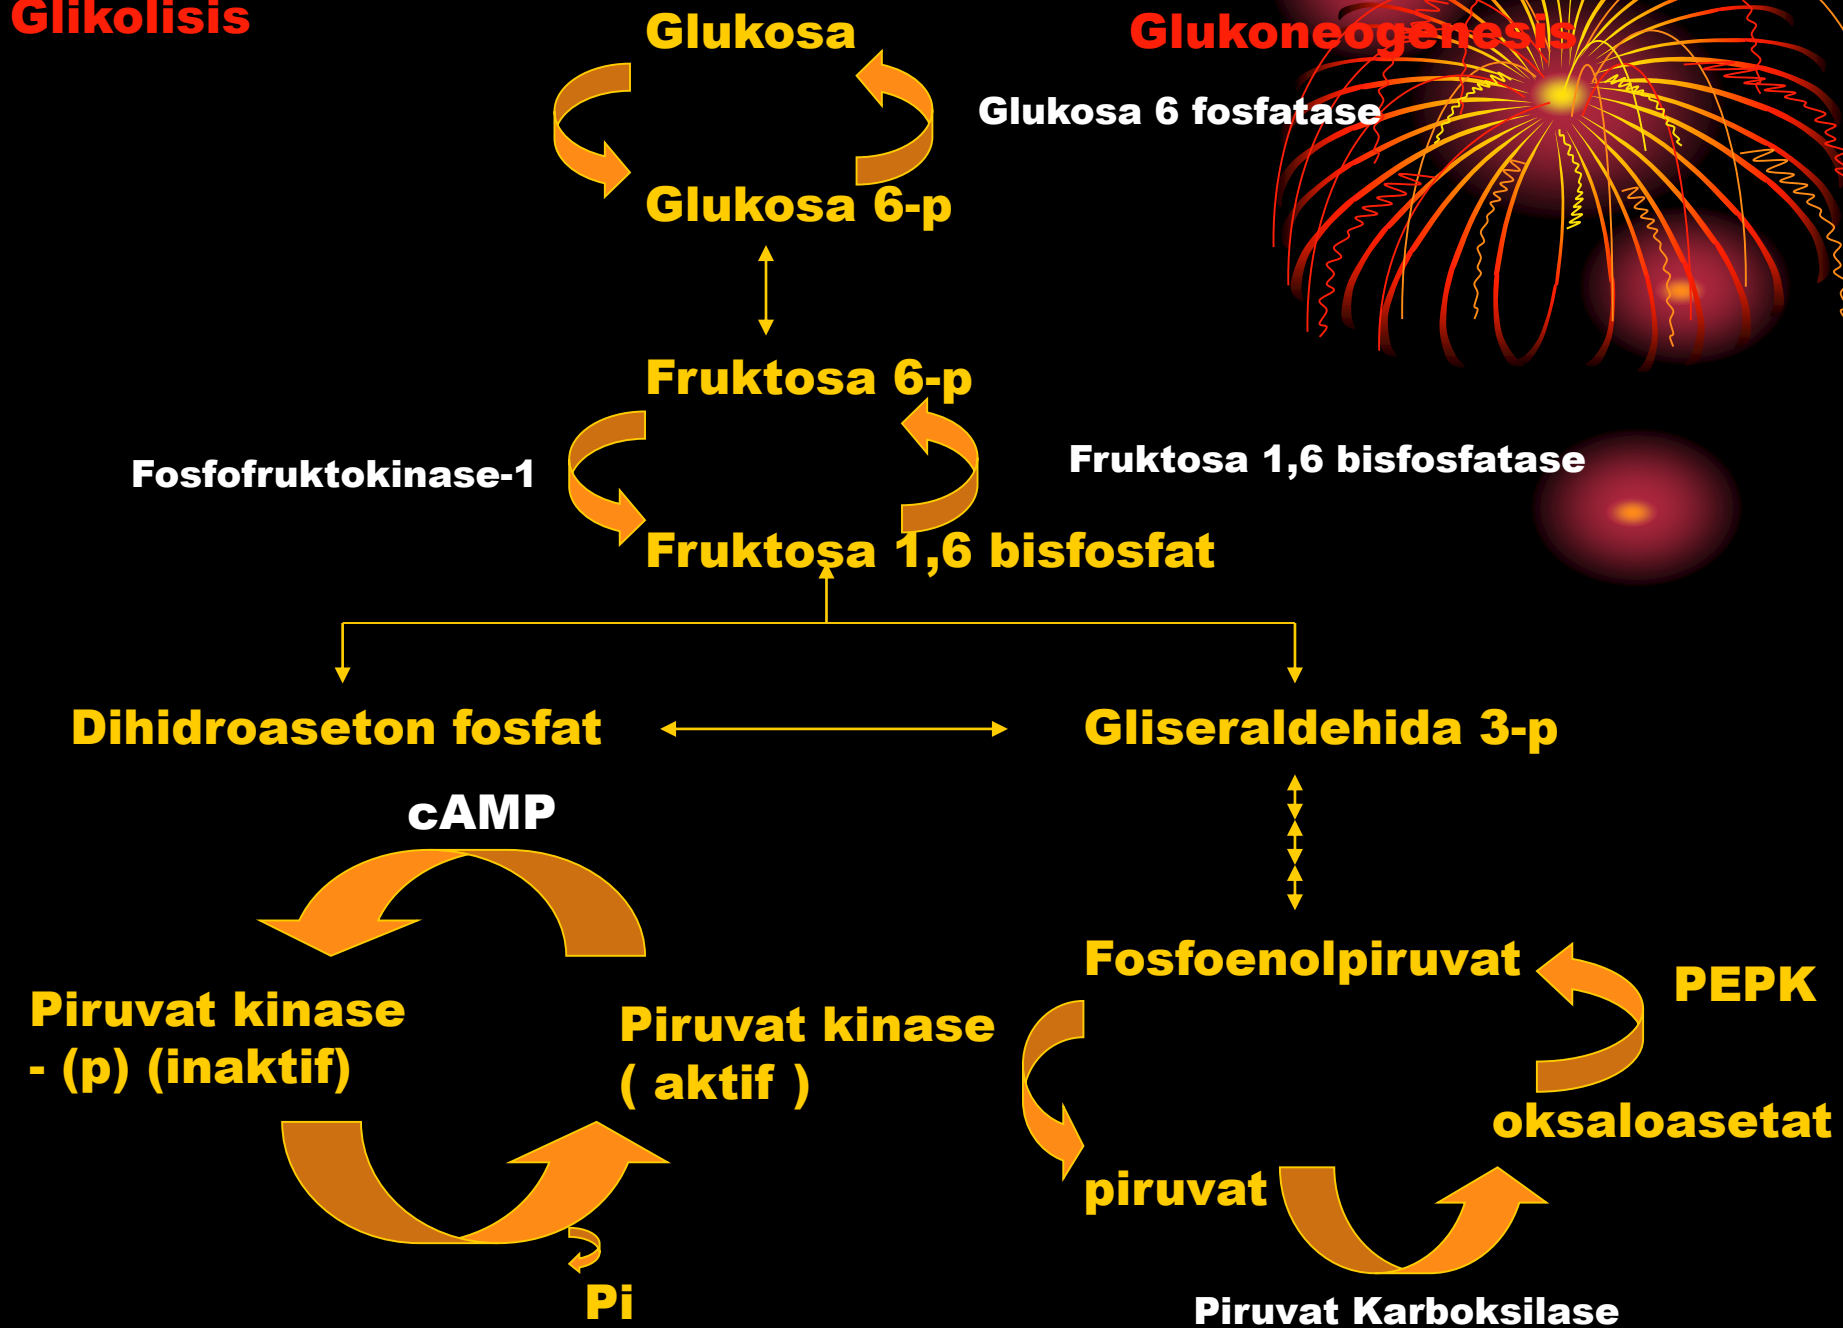 Glikolisis
Glukosa
Glukoneogenesis
Glukosa 6 fosfatase
Glukosa 6-p
Fruktosa 6-p
Fosfofruktokinase-1
Fruktosa 1,6 bisfosfatase
Fruktosa 1,6 bisfosfat
Dihidroaseton fosfat
Gliseraldehida 3-p
cAMP
Fosfoenolpiruvat
PEPK
Piruvat kinase
- (p) (inaktif)
Piruvat kinase
( aktif )
oksaloasetat
piruvat
Pi
Piruvat Karboksilase